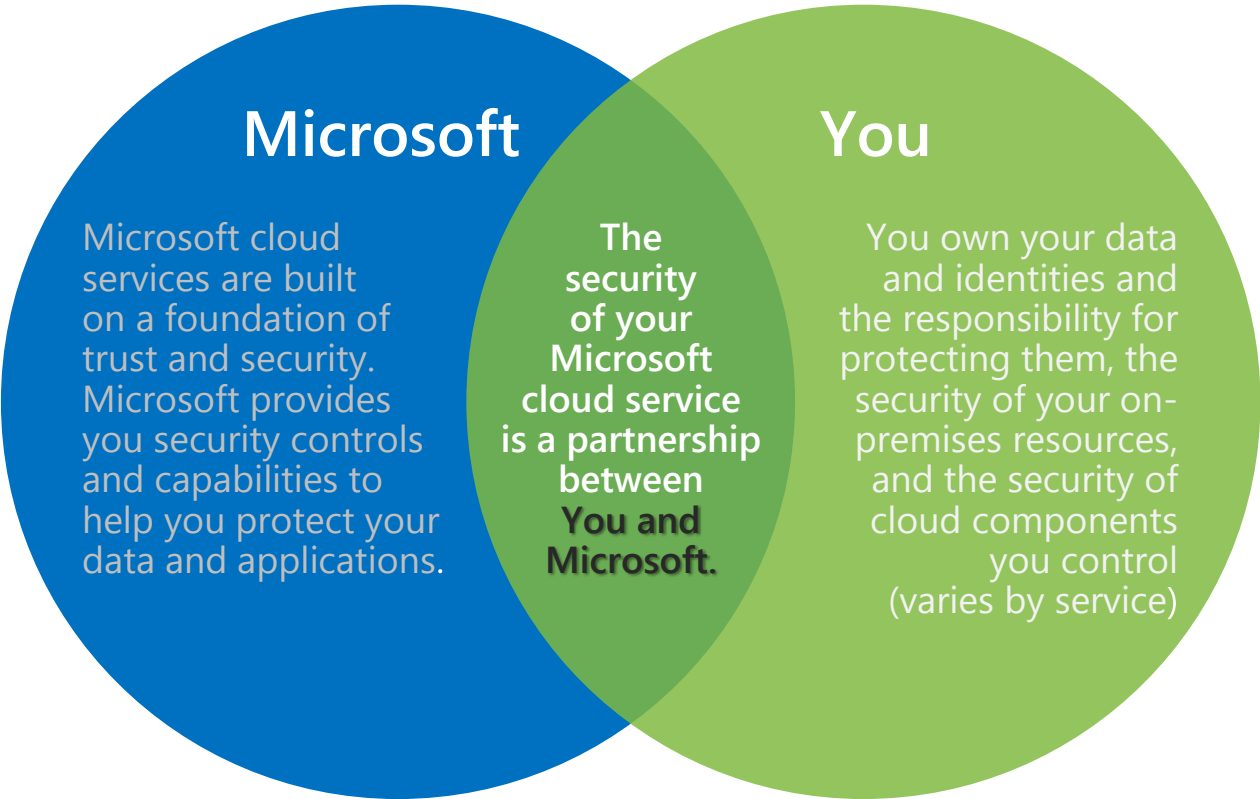 Microsoft
Microsoft cloud
services are built
on a foundation of
trust and security.
Microsoft provides
you security controls
and capabilities to
help you protect your
data and applications.
The
security
of your
Microsoft
cloud service
is a partnership
between
You and
Microsoft.
You
You own your data
and identities and
the responsibility for
protecting them, the
security of your on-
premises resources,
and the security of
cloud components
you control
(varies by service)